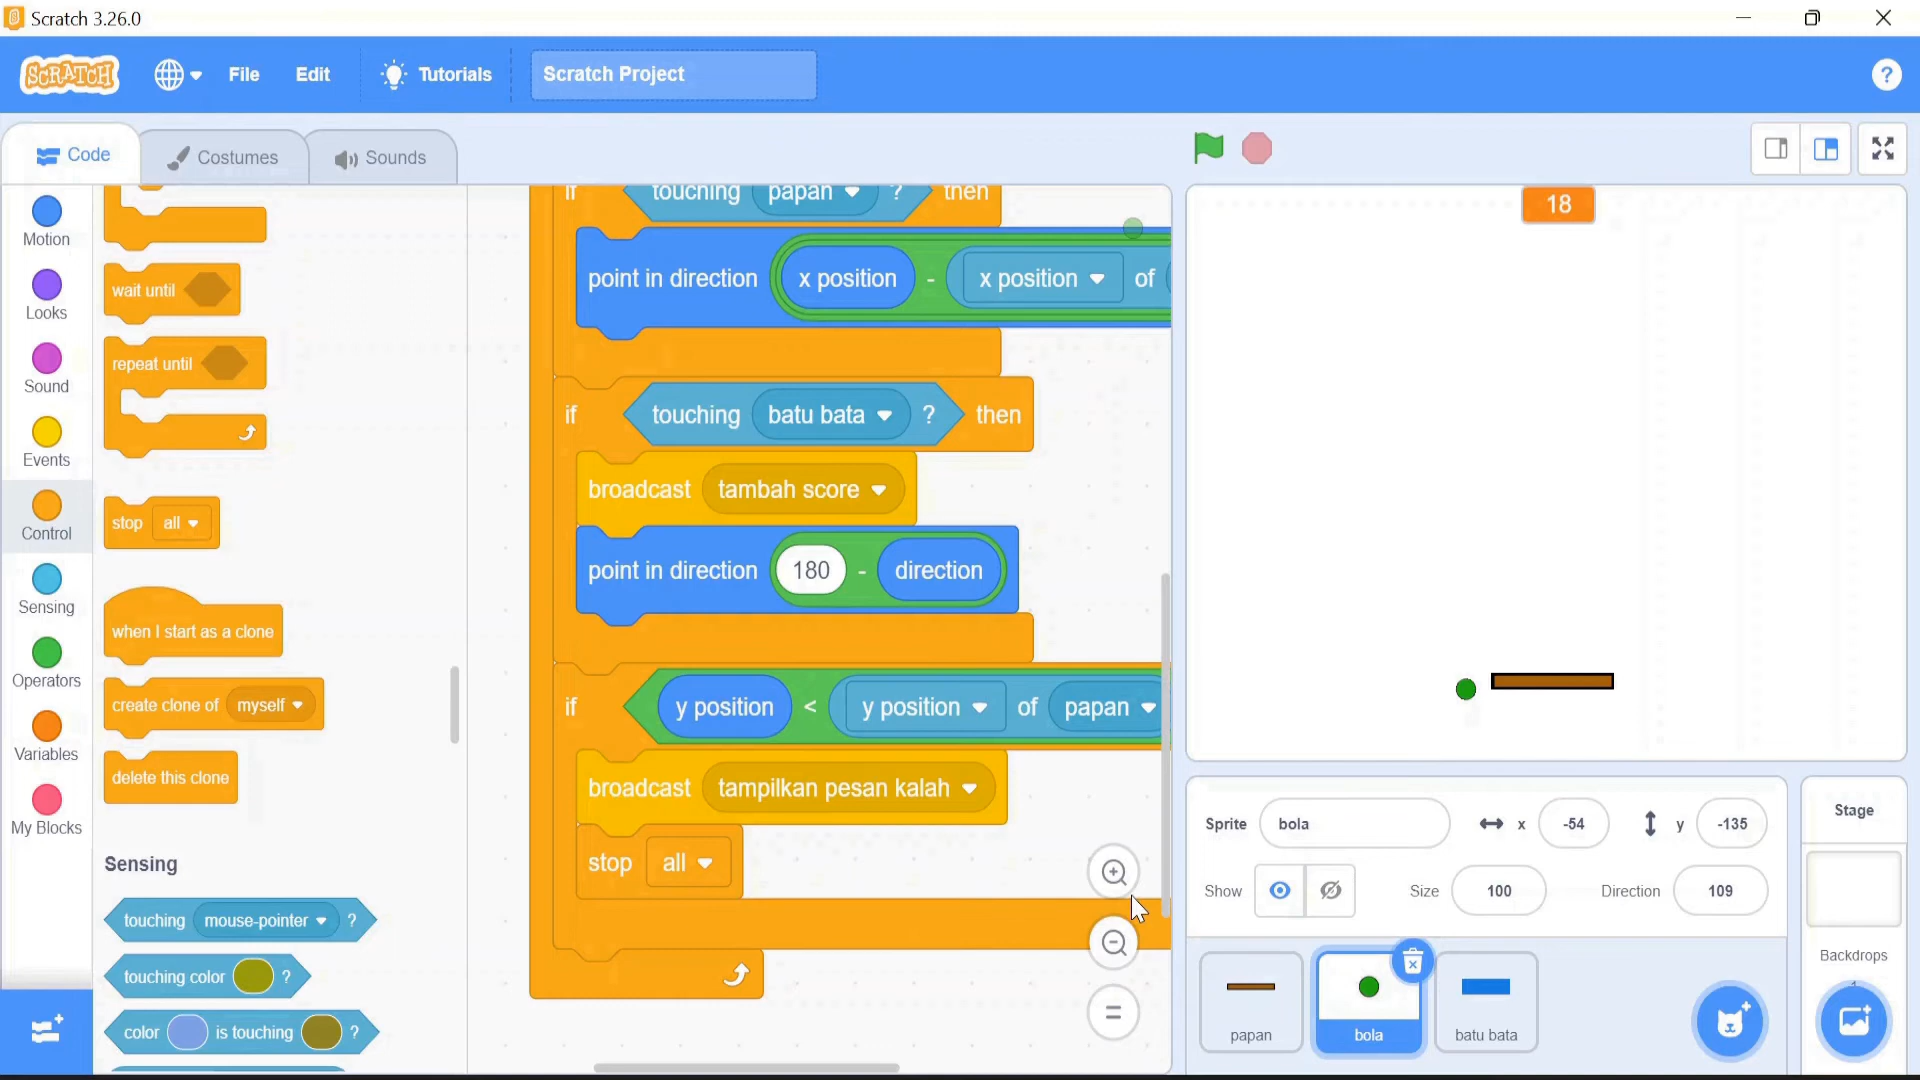 Scratch 3.26.0
SCRATCH
File
Edit
Tutorials
Scratch Project
?
Code
Costumes
Sounds
Motion
Looks
Sound
Events
Control
Sensing
Operators
Variables
My Blocks
wait until
repeat until
stop all
when I start as a clone
create clone of myself
delete this clone
Sensing
touching mouse-pointer ?
touching color ?
color is touching ?
if touching papan ? then
point in direction x position - x position of
if touching batu bata ? then
broadcast tambah score
point in direction 180 - direction
if y position < y position of papan
broadcast tampilkan pesan kalah
stop all
18
Sprite bola x -54 y -135
Show Size 100 Direction 109
papan
bola
batu bata
Stage
Backdrops